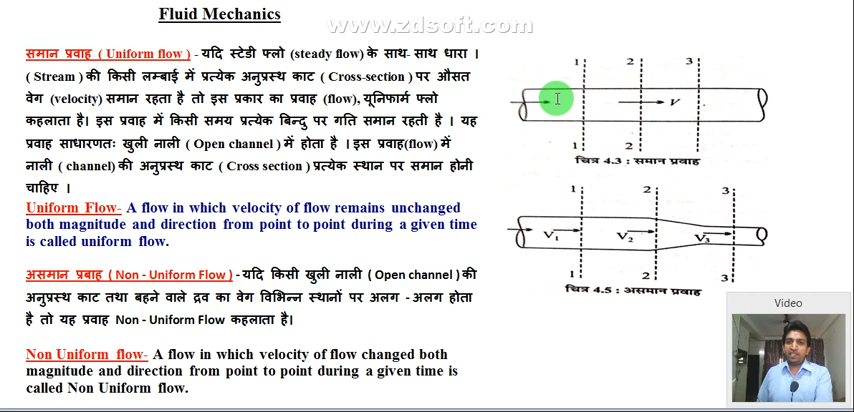 Fluid Mechanics
www.zdsoft.com
समान प्रवाह ( Uniform flow ) - यदि स्टेडी फ्लो (steady flow) के साथ- साथ धारा ।
( Stream ) की किसी लम्बाई में प्रत्येक अनुप्रस्थ काट ( Cross-section ) पर औसत
वेग (velocity) समान रहता है तो इस प्रकार का प्रवाह (flow), यूनिफार्म फ्लो
कहलाता है। इस प्रवाह में किसी समय प्रत्येक बिन्दु पर गति समान रहती है । यह
प्रवाह साधारणतः खुली नाली ( Open channel ) में होता है । इस प्रवाह(flow) में
नाली ( channel) की अनुप्रस्थ काट ( Cross section ) प्रत्येक स्थान पर समान होनी
चाहिए ।
Uniform Flow- A flow in which velocity of flow remains unchanged
both magnitude and direction from point to point during a given time
is called uniform flow.
असमान प्रबाह ( Non - Uniform Flow ) - यदि किसी खुली नाली ( Open channel ) की
अनुप्रस्थ काट तथा बहने वाले द्रव का वेग विभिन्न स्थानों पर अलग - अलग होता
है तो यह प्रवाह Non - Uniform Flow कहलाता है।
Non Uniform flow- A flow in which velocity of flow changed both
magnitude and direction from point to point during a given time is
called Non Uniform flow.
1 2 3
V
1 2
चित्र 4.3 : समान प्रवाह
1 2 3
V₁ V₂ V₃
1 2 3
चित्र 4.5 : असमान प्रवाह
Video